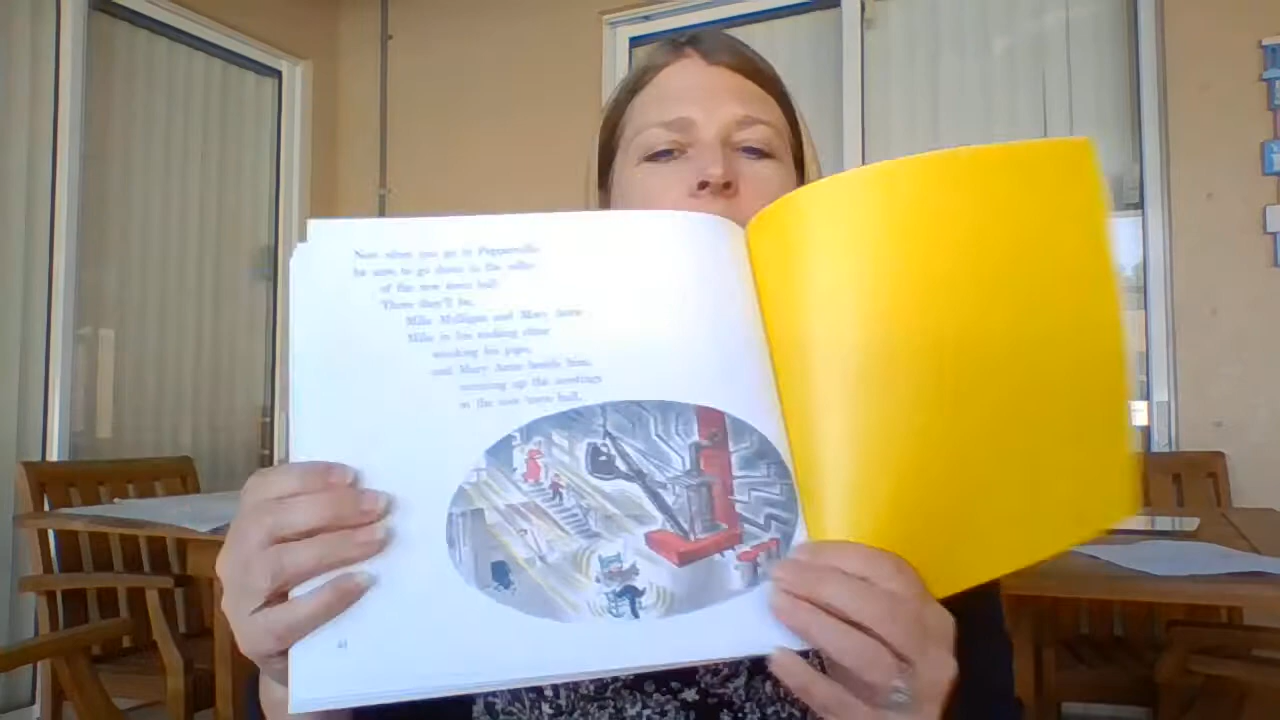 Now when you go to Popperville
be sure to go down in the cellar
of the new town hall.
There they'll be,
Mike Mulligan and Mary Anne...
Mike in his rocking chair
smoking his pipe,
and Mary Anne beside him,
warming up the meetings
in the new town hall.